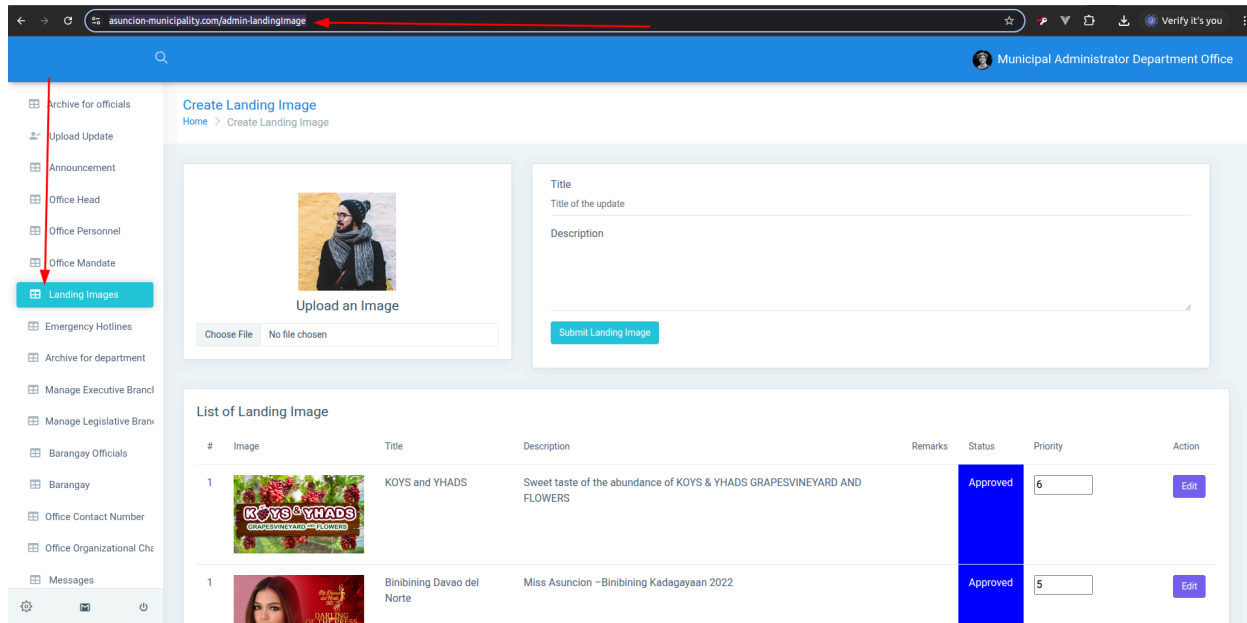 asuncion-municipality.com/admin-landingImage
Verify it's you
Municipal Administrator Department Office
Archive for officials
Upload Update
Announcement
Office Head
Office Personnel
Office Mandate
Landing Images
Emergency Hotlines
Archive for department
Manage Executive Brancl
Manage Legislative Bran
Barangay Officials
Barangay
Office Contact Number
Office Organizational Cha
Messages
Create Landing Image
Home > Create Landing Image
Upload an Image
Choose File No file chosen
Title
Title of the update
Description
Submit Landing Image
List of Landing Image
# Image Title Description Remarks Status Priority Action
1 KOYS & YHADS GRAPESVINEYARD AND FLOWERS KOYS and YHADS Sweet taste of the abundance of KOYS & YHADS GRAPESVINEYARD AND Approved 6 Edit
FLOWERS
1 Binibining Davao del Miss Asuncion –Binibining Kadagayaan 2022 Approved 5 Edit
Norte
DARLING
OF THE PRESS